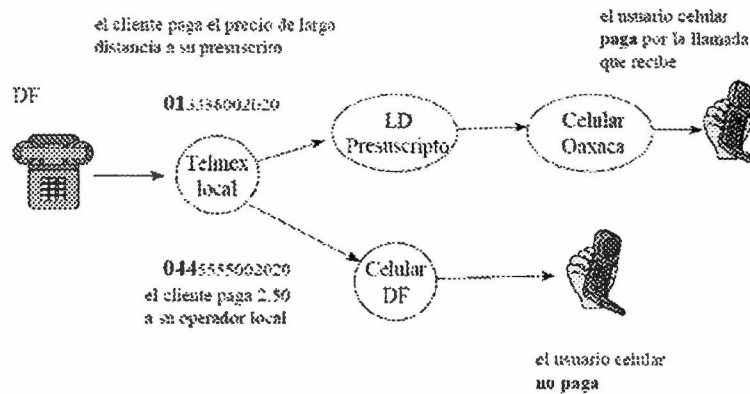 el cliente paga el precio de larga
distancia a su presuscrito
el usuario celular
paga por la llamada
que recibe
DF
013338002020
LD
Presuscripto
Celular
Oaxaca
Telmex
local
0445555002020
el cliente paga 2.50
a su operador local
Celular
DF
el usuario celular
no paga